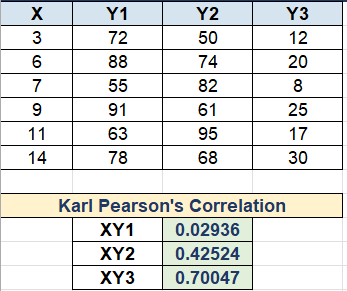 X Y1 Y2 Y3
3 72 50 12
6 88 74 20
7 55 82 8
9 91 61 25
11 63 95 17
14 78 68 30
Karl Pearson's Correlation
XY1 0.02936
XY2 0.42524
XY3 0.70047